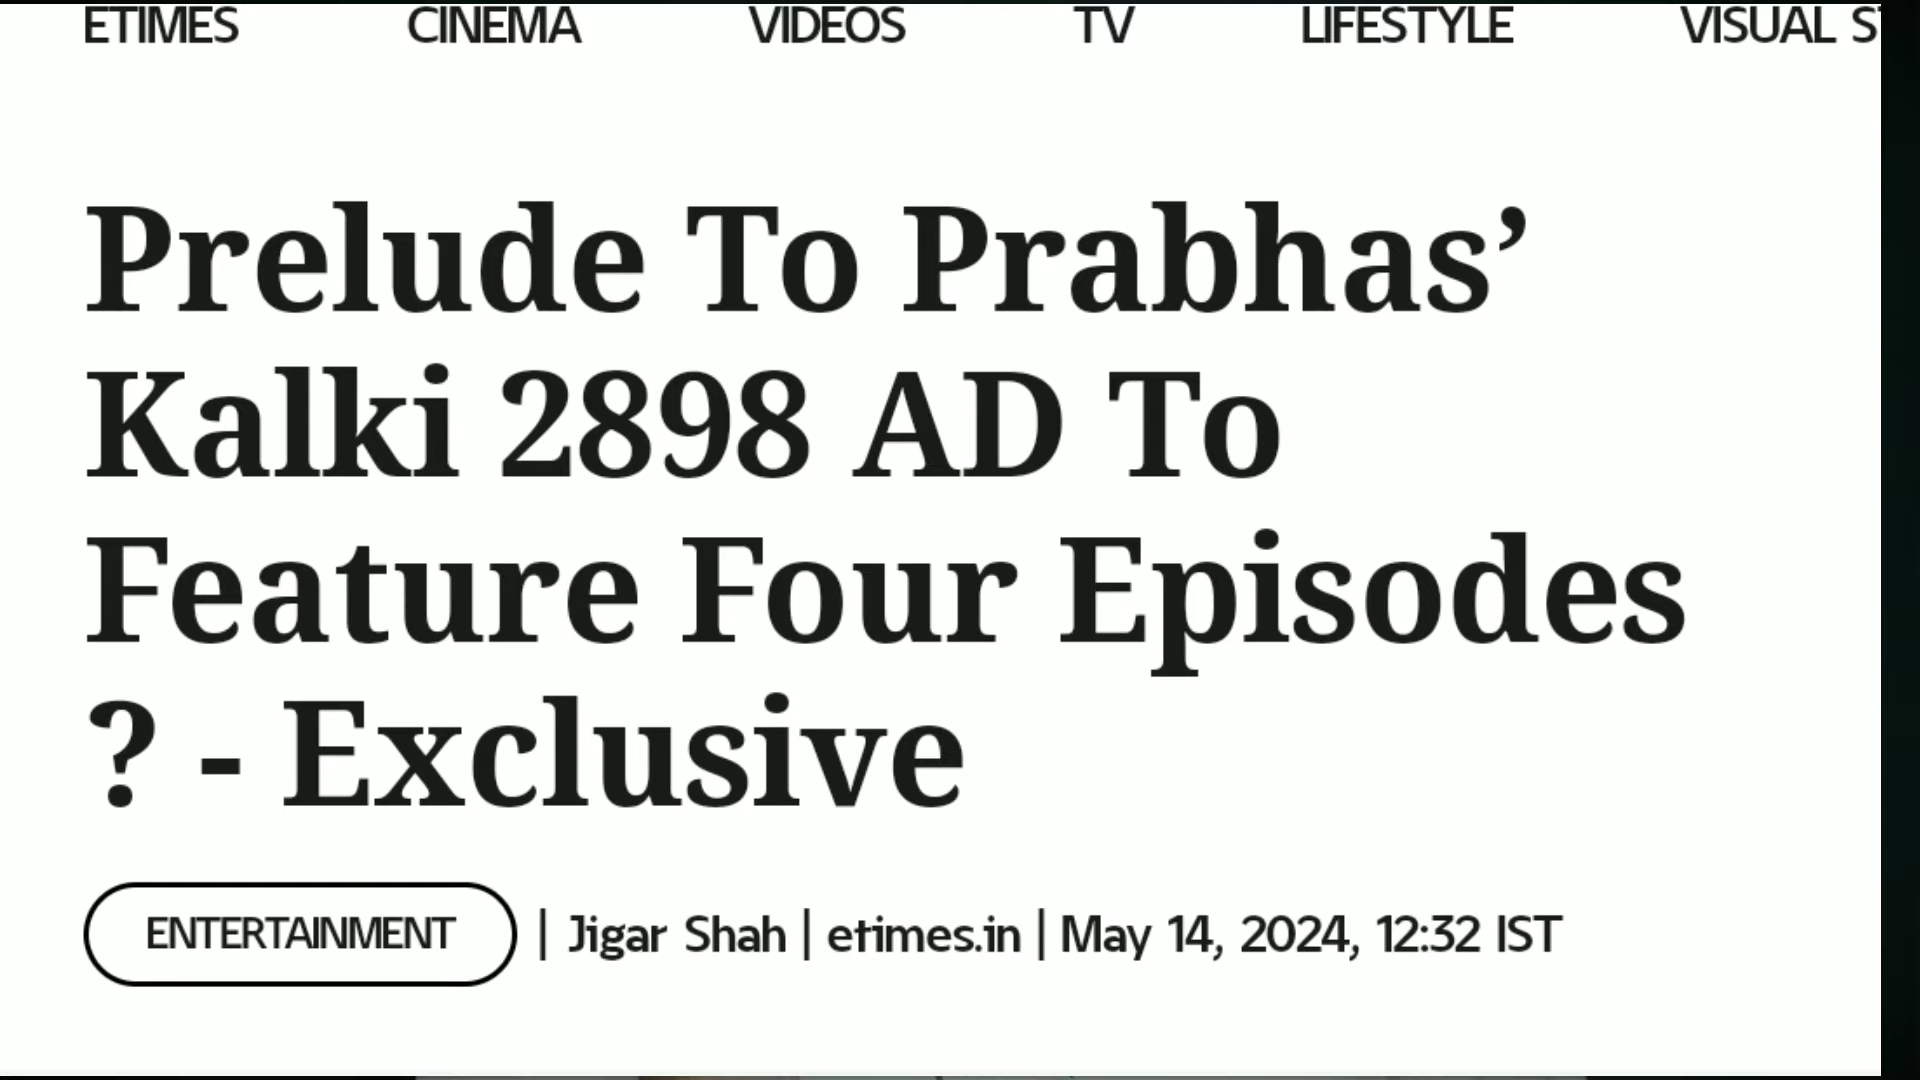 ETIMES CINEMA VIDEOS TV LIFESTYLE VISUAL
Prelude To Prabhas’
Kalki 2898 AD To
Feature Four Episodes
? - Exclusive
ENTERTAINMENT | Jigar Shah | etimes.in | May 14, 2024, 12:32 IST